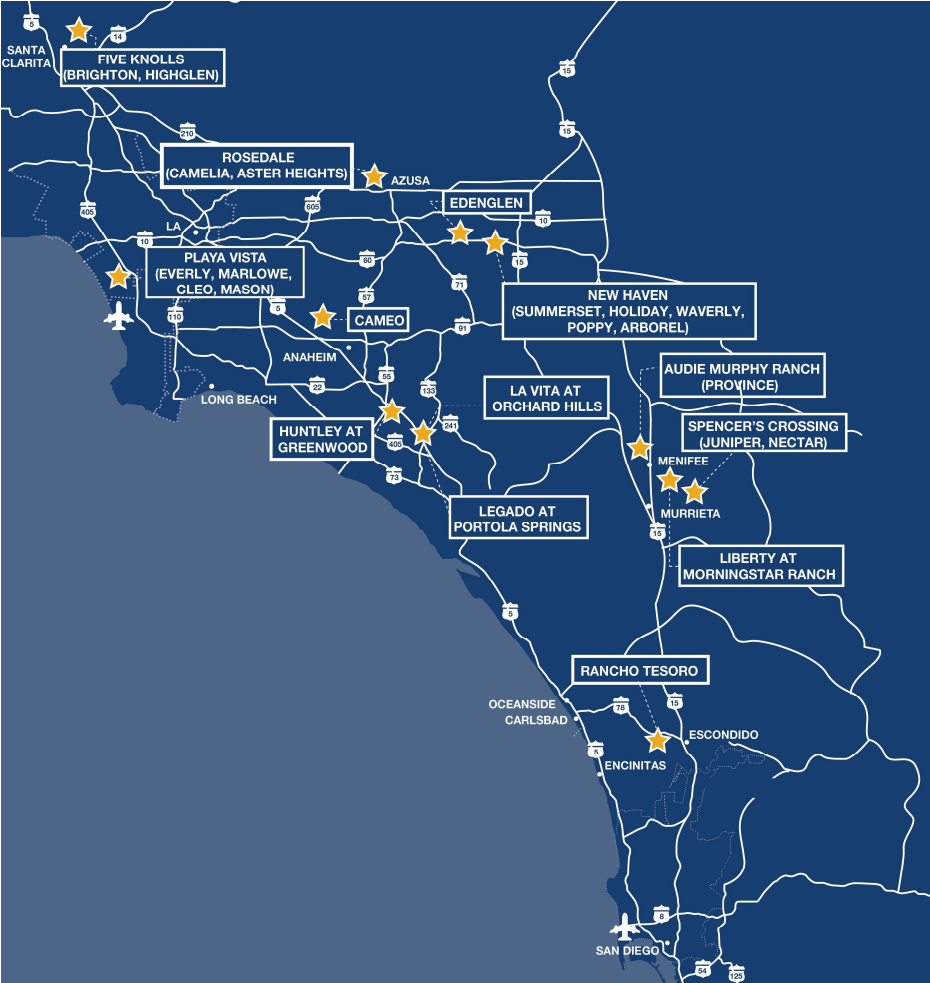 5
14
SANTA
CLARITA
FIVE KNOLLS
(BRIGHTON, HIGHGLEN)
15
15
210
ROSEDALE
(CAMELIA, ASTER HEIGHTS)
AZUSA
405
605
EDENGLEN
10
LA
10
60
15
PLAYA VISTA
(EVERLY, MARLOWE,
CLEO, MASON)
71
57
5
NEW HAVEN
(SUMMERSET, HOLIDAY, WAVERLY,
POPPY, ARBOREL)
110
CAMEO
91
ANAHEIM
55
22
133
AUDIE MURPHY RANCH
(PROVINCE)
LONG BEACH
LA VITA AT
ORCHARD HILLS
241
HUNTLEY AT
GREENWOOD
405
SPENCER'S CROSSING
(JUNIPER, NECTAR)
MENIFEE
73
LEGADO AT
PORTOLA SPRINGS
MURRIETA
15
LIBERTY AT
MORNINGSTAR RANCH
5
RANCHO TESORO
OCEANSIDE
CARLSBAD
78
15
ESCONDIDO
5
ENCINITAS
8
SAN DIEGO
54
125